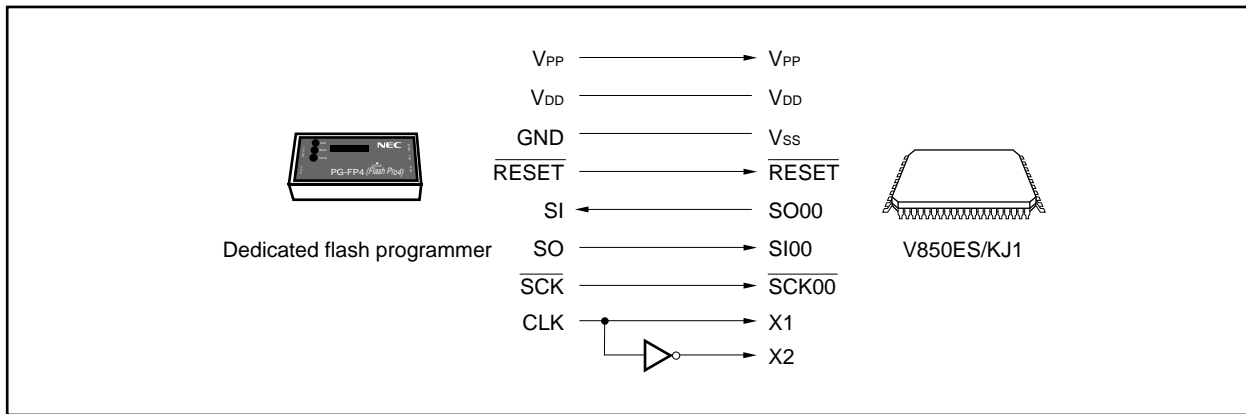 VPP VPP
VDD VDD
GND VSS
RESET RESET
SI SO00
SO SI00
SCK SCK00
CLK X1
X2
NEC
PG-FP4 (Flash Pro4)
Dedicated flash programmer
V850ES/KJ1